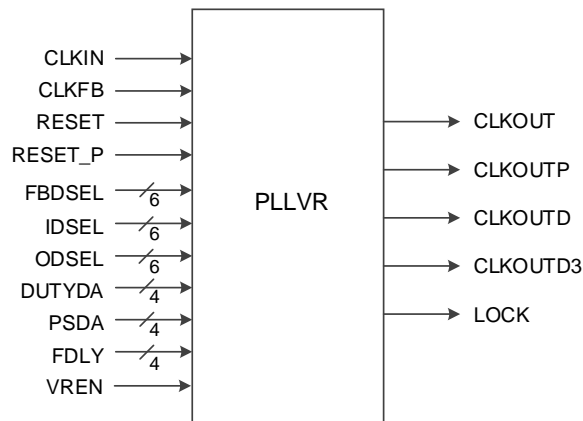 CLKIN
CLKFB
RESET
RESET_P
FBDSEL 6
IDSEL 6
ODSEL 6
DUTYDA 4
PSDA 4
FDLY 4
VREN
PLLVR
CLKOUT
CLKOUTP
CLKOUTD
CLKOUTD3
LOCK